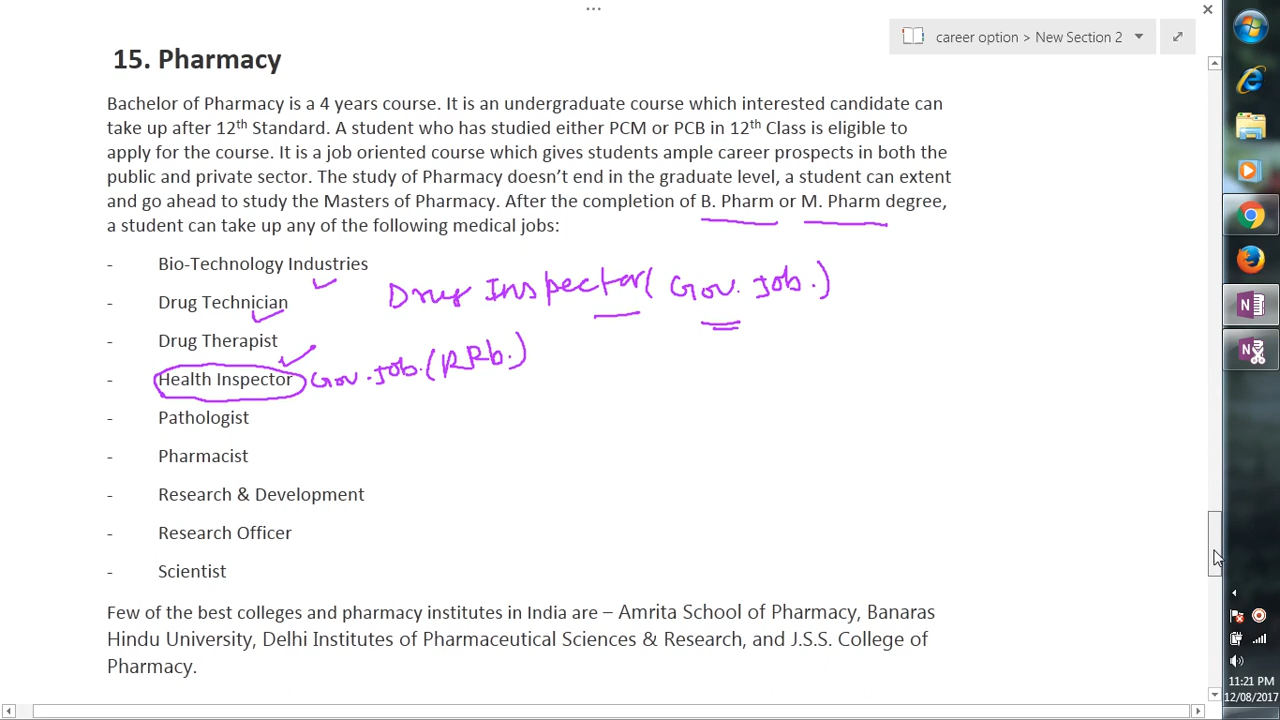 career option > New Section 2
15. Pharmacy
Bachelor of Pharmacy is a 4 years course. It is an undergraduate course which interested candidate can
take up after 12th Standard. A student who has studied either PCM or PCB in 12th Class is eligible to
apply for the course. It is a job oriented course which gives students ample career prospects in both the
public and private sector. The study of Pharmacy doesn't end in the graduate level, a student can extent
and go ahead to study the Masters of Pharmacy. After the completion of B. Pharm or M. Pharm degree,
a student can take up any of the following medical jobs:
- Bio-Technology Industries
Drug Inspector( Gov. Job.)
- Drug Technician
- Drug Therapist
- Health Inspector Gov. Job. (RRb.)
- Pathologist
- Pharmacist
- Research & Development
- Research Officer
- Scientist
Few of the best colleges and pharmacy institutes in India are – Amrita School of Pharmacy, Banaras
Hindu University, Delhi Institutes of Pharmaceutical Sciences & Research, and J.S.S. College of
Pharmacy.
11:21 PM
12/08/2017